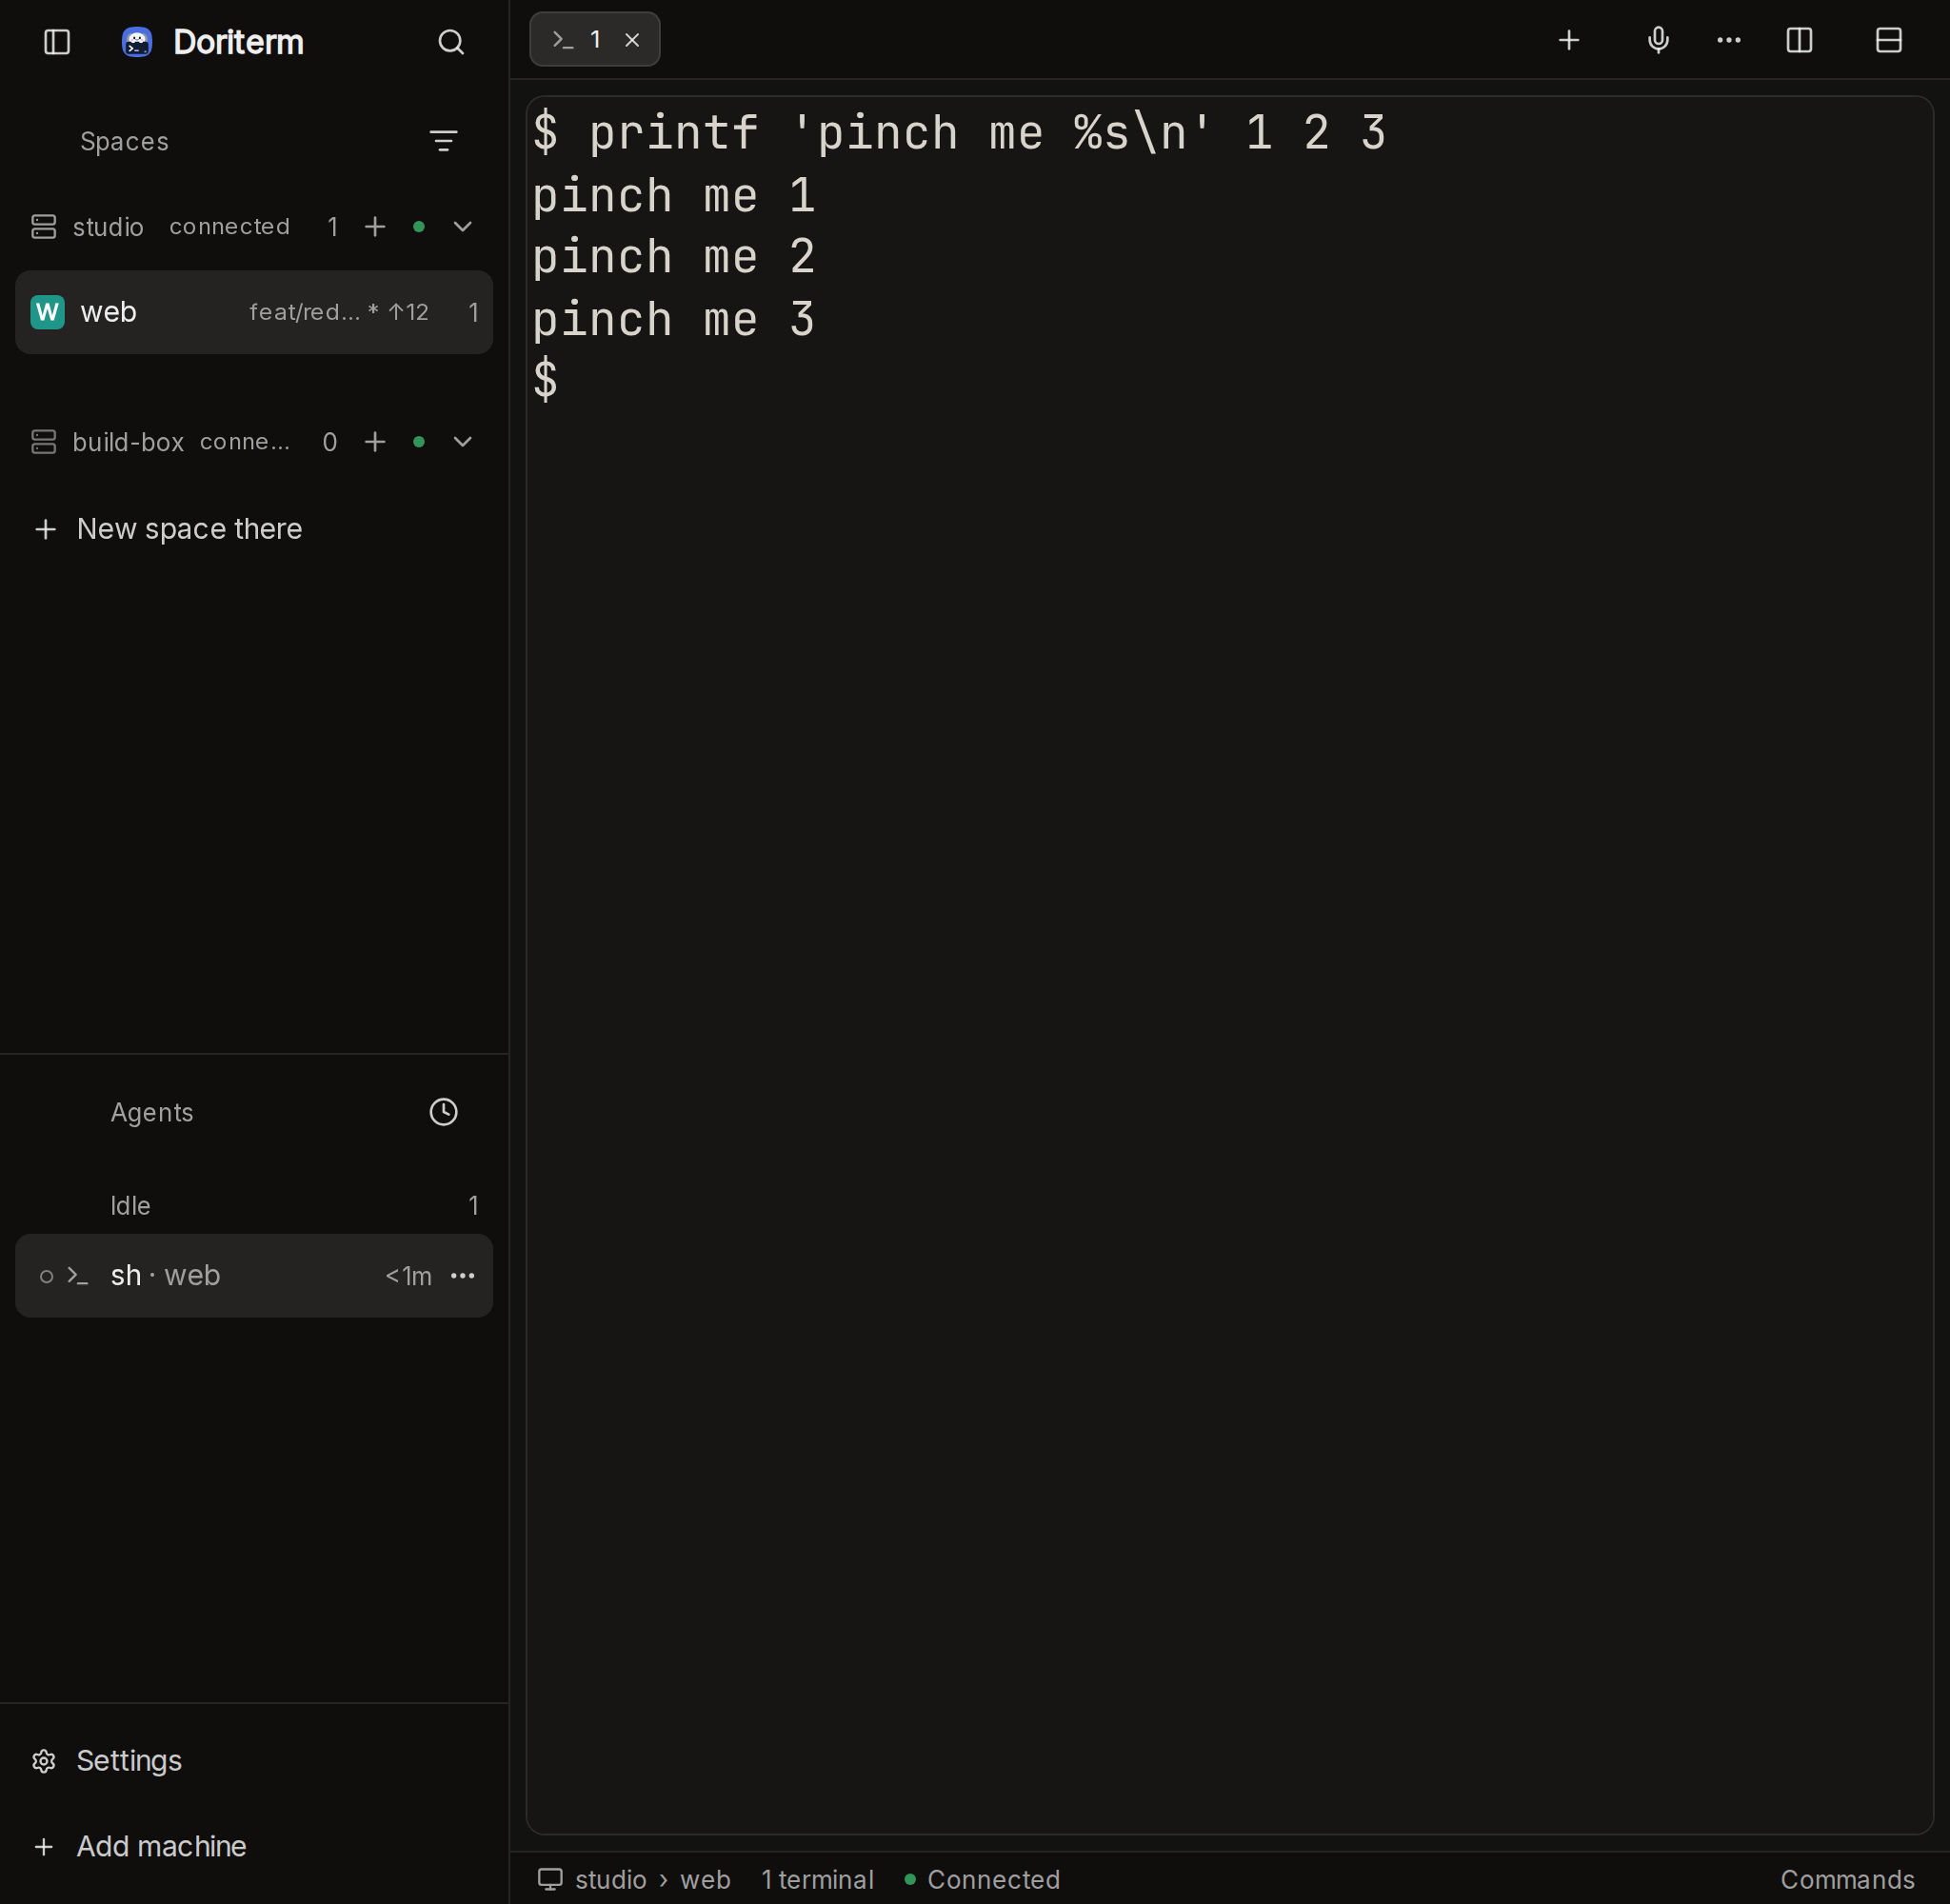 Doriterm
Spaces
studio connected 1
W web feat/red... * ↑12 1
build-box conne... 0
New space there
Agents
Idle 1
sh · web <1m
Settings
Add machine
1
$ printf 'pinch me %s\n' 1 2 3
pinch me 1
pinch me 2
pinch me 3
$
studio › web 1 terminal Connected Commands